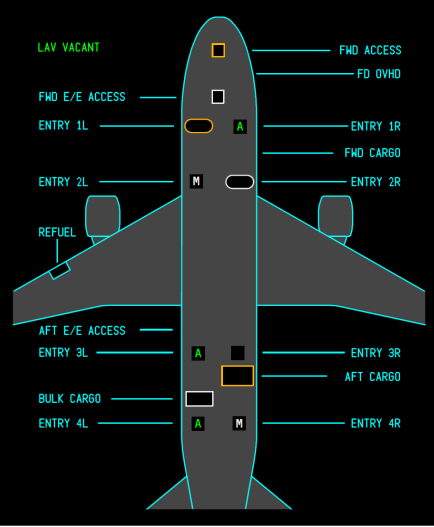 LAV VACANT
FWD ACCESS
FD OVHD
FWD E/E ACCESS
ENTRY 1L
A
ENTRY 1R
FWD CARGO
ENTRY 2L
M
ENTRY 2R
REFUEL
AFT E/E ACCESS
ENTRY 3L
A
ENTRY 3R
AFT CARGO
BULK CARGO
ENTRY 4L
A
M
ENTRY 4R